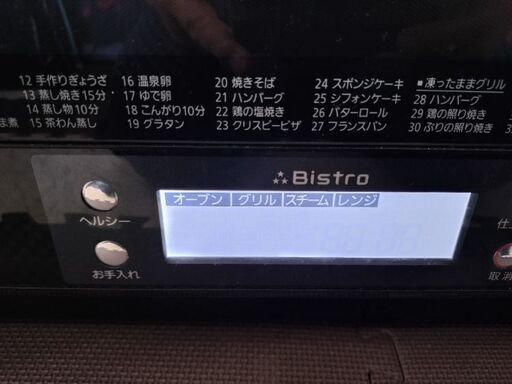 12 手作りぎょうざ
13 蒸し焼き15分
14 蒸し物10分
15 茶わん蒸し
ま煮
16 温泉卵
17 ゆで卵
18 こんがり10分
19 グラタン
20 焼きそば
21 ハンバーグ
22 鶏の塩焼き
23 クリスピーピザ
24 スポンジケーキ
25 シフォンケーキ
26 バターロール
27 フランスパン
■凍ったままグリル
28 ハンバーグ
29 鶏の照り焼き
30 ぶりの照り焼き
Bistro
オーブン グリル スチーム レンジ
ヘルシー
お手入れ
仕
取消